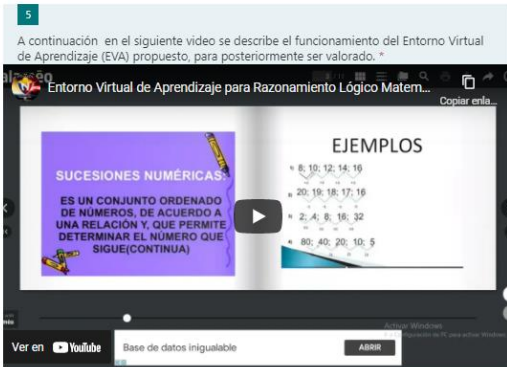 5
A continuación en el siguiente video se describe el funcionamiento del Entorno Virtual
de Aprendizaje (EVA) propuesto, para posteriormente ser valorado. *
Entorno Virtual de Aprendizaje para Razonamiento Lógico Matem...
Copiar enla...
SUCESIONES NUMÉRICAS:
ES UN CONJUNTO ORDENADO
DE NÚMEROS, DE ACUERDO A
UNA RELACIÓN Y, QUE PERMITE
DETERMINAR EL NÚMERO QUE
SIGUE(CONTINUA)
EJEMPLOS
8; 10; 12; 14; 16
20; 19; 18; 17; 16
2; 4; 8; 16; 32
80; 40; 20; 10; 5
Activar Windows
Ver en YouTube
Base de datos inigualable
ABRIR